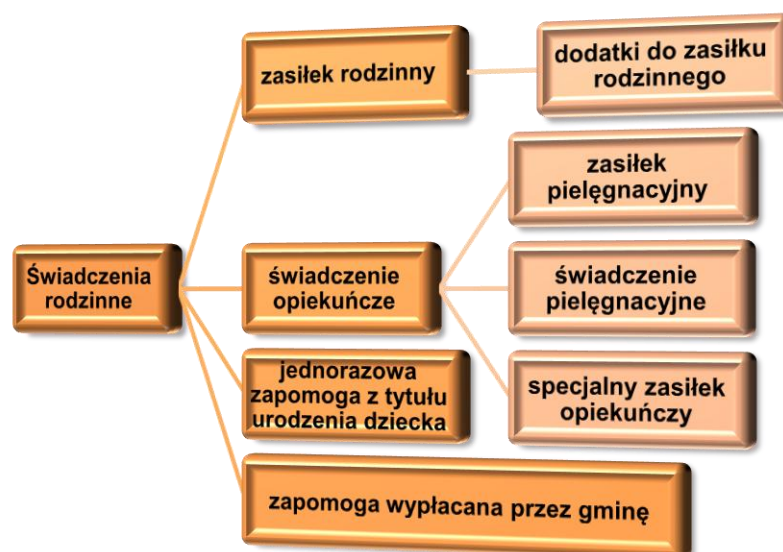 zasiłek rodzinny
dodatki do zasiłku
rodzinnego
zasiłek
pielęgnacyjny
Świadczenia
rodzinne
świadczenie
opiekuńcze
świadczenie
pielęgnacyjne
jednorazowa
zapomoga z tytułu
urodzenia dziecka
specjalny zasiłek
opiekuńczy
zapomoga wypłacana przez gminę